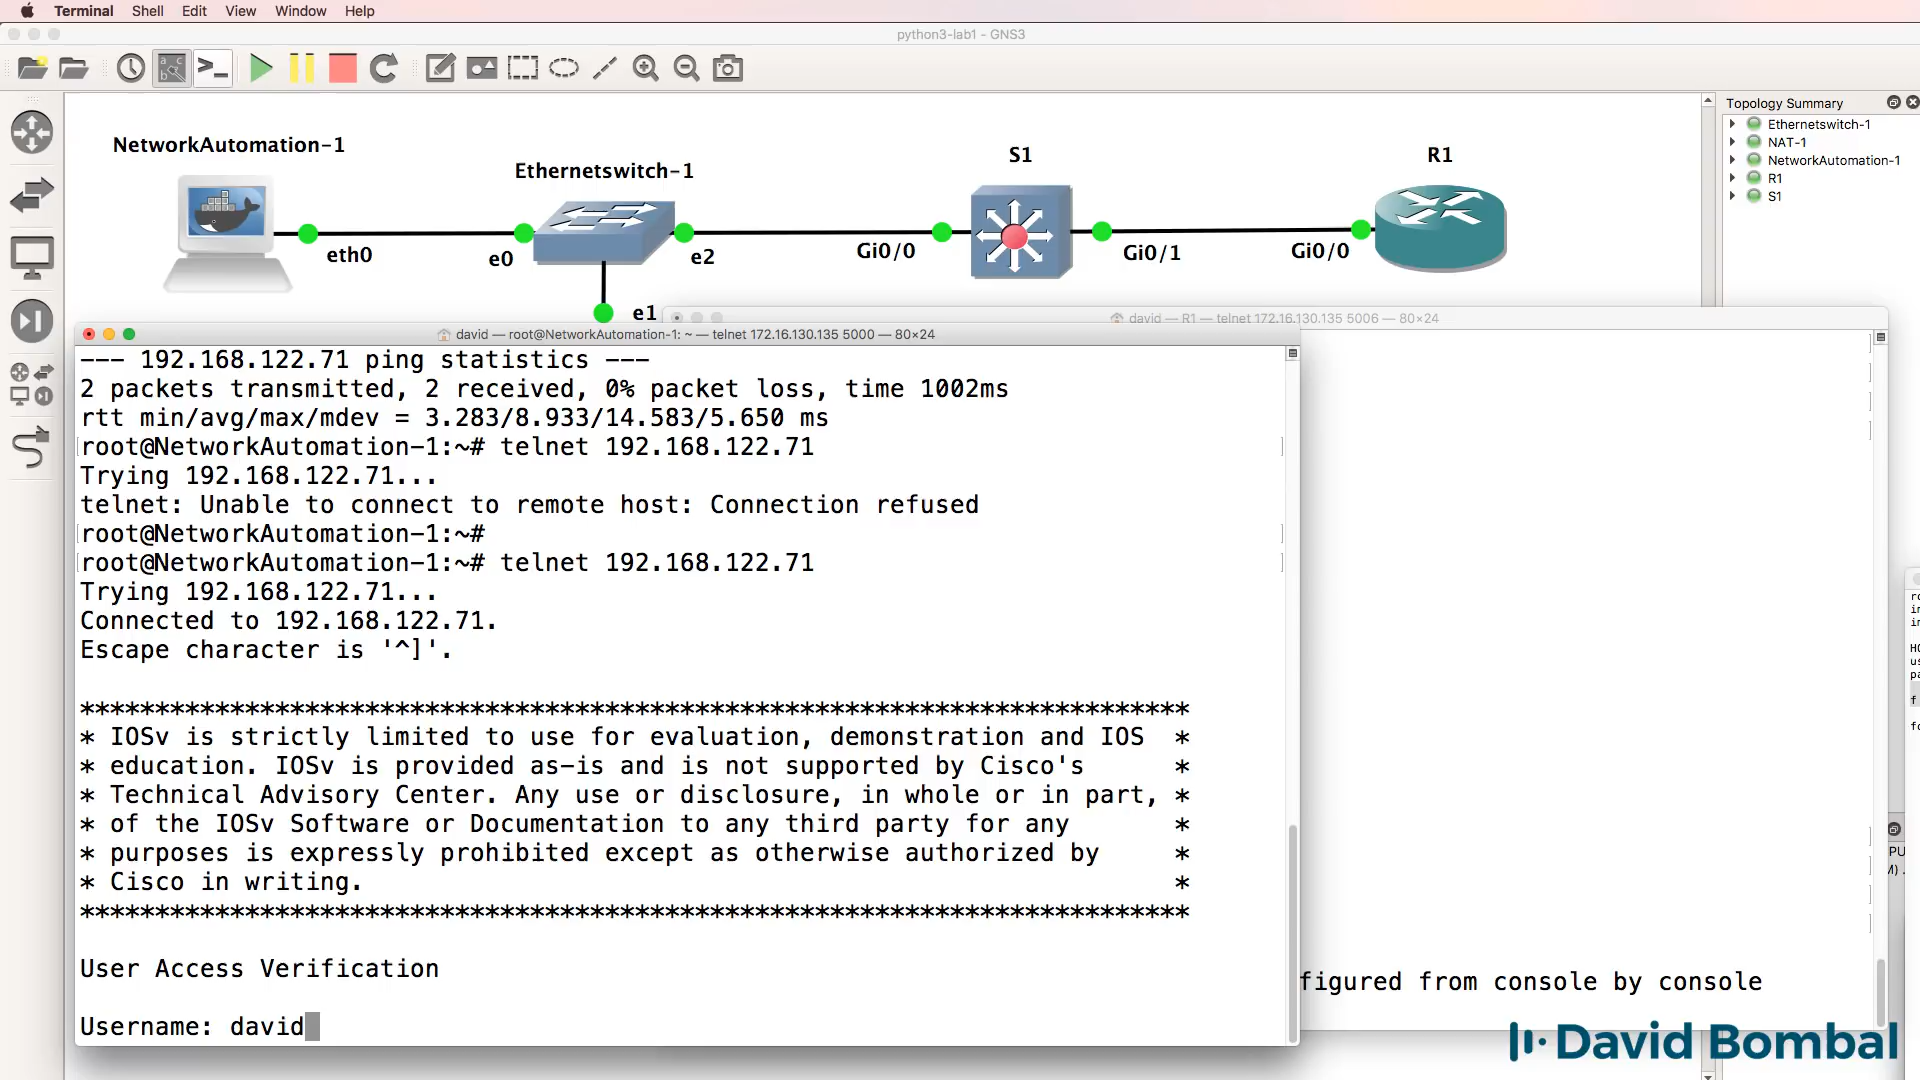 Terminal Shell Edit View Window Help
python3-lab1 - GNS3
Topology Summary
Ethernetswitch-1
NAT-1
NetworkAutomation-1
R1
S1
NetworkAutomation-1
Ethernetswitch-1
S1
R1
eth0
e0
e2
Gi0/0
Gi0/1
Gi0/0
e1
david — R1 — telnet 172.16.130.135 5006 — 80×24
david — root@NetworkAutomation-1: ~ — telnet 172.16.130.135 5000 — 80×24
--- 192.168.122.71 ping statistics ---
2 packets transmitted, 2 received, 0% packet loss, time 1002ms
rtt min/avg/max/mdev = 3.283/8.933/14.583/5.650 ms
root@NetworkAutomation-1:~# telnet 192.168.122.71
Trying 192.168.122.71...
telnet: Unable to connect to remote host: Connection refused
root@NetworkAutomation-1:~#
root@NetworkAutomation-1:~# telnet 192.168.122.71
Trying 192.168.122.71...
Connected to 192.168.122.71.
Escape character is '^]'.
**************************************************************************
* IOSv is strictly limited to use for evaluation, demonstration and IOS  *
* education. IOSv is provided as-is and is not supported by Cisco's      *
* Technical Advisory Center. Any use or disclosure, in whole or in part, *
* of the IOSv Software or Documentation to any third party for any       *
* purposes is expressly prohibited except as otherwise authorized by     *
* Cisco in writing.                                                      *
**************************************************************************
User Access Verification
Username: david
figured from console by console
David Bombal